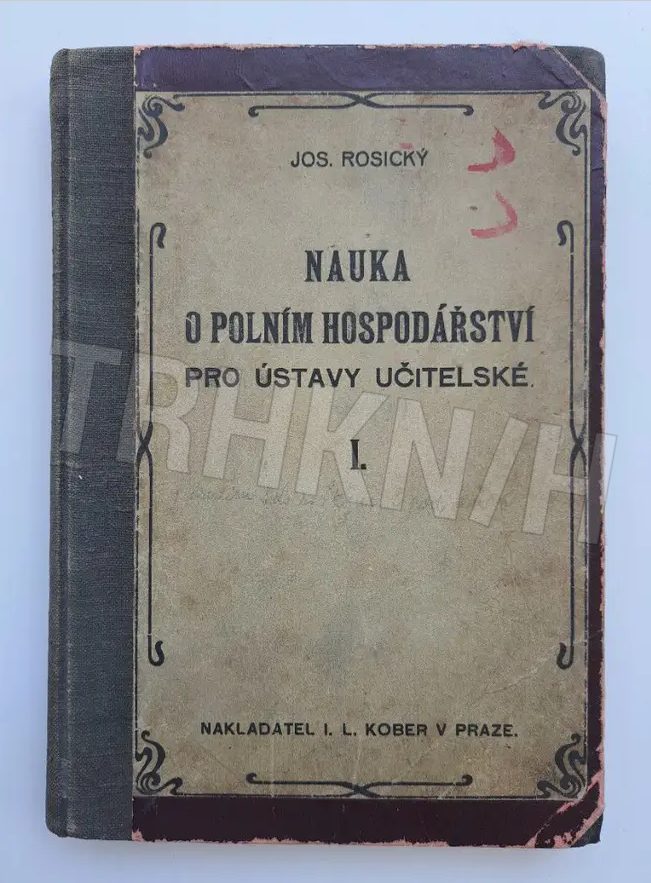 JOS. ROSICKÝ
NAUKA
O POLNÍM HOSPODÁŘSTVÍ
PRO ÚSTAVY UČITELSKÉ.
I.
TRHKNIH
NAKLADATEL I. L. KOBER V PRAZE.